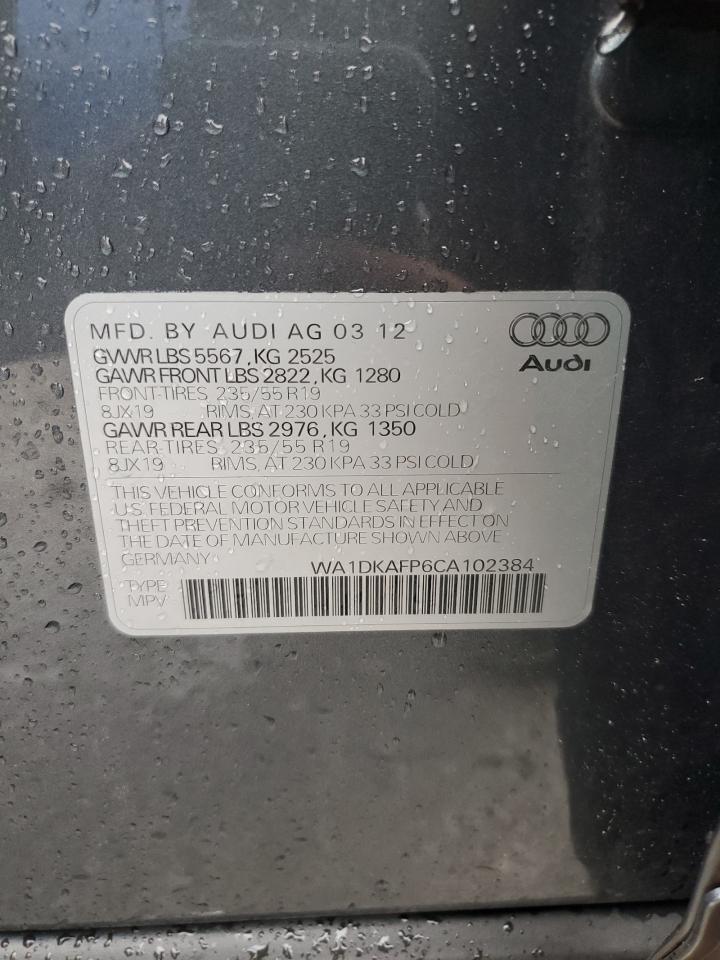 MFD. BY AUDI AG 03 12
GVWR LBS 5567, KG 2525
GAWR FRONT LBS 2822, KG 1280
FRONT-TIRES 235/55 R19
8JX19 RIMS, AT 230 KPA 33 PSI COLD
GAWR REAR LBS 2976, KG 1350
REAR-TIRES 235/55 R19
8JX19 RIMS, AT 230 KPA 33 PSI COLD
Audi
THIS VEHICLE CONFORMS TO ALL APPLICABLE
U.S. FEDERAL MOTOR VEHICLE SAFETY AND
THEFT PREVENTION STANDARDS IN EFFECT ON
THE DATE OF MANUFACTURE SHOWN ABOVE
GERMANY WA1DKAFP6CA102384
TYPE
MPV